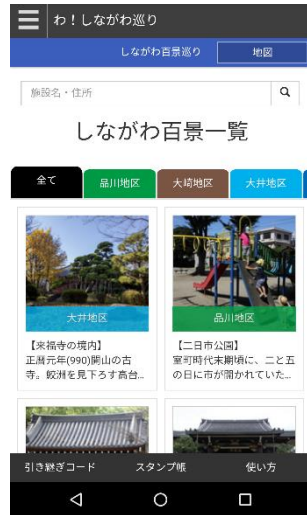 わ！しながわ巡り
しながわ百景巡り
地図
施設名・住所
しながわ百景一覧
全て
品川地区
大崎地区
大井地区
大井地区
品川地区
【来福寺の境内】
正暦元年(990)開山の古
寺。鮫洲を見下ろす高台...
【二日市公園】
室町時代末期頃に、二と五
の日に市が開かれていた...
引き継ぎコード
スタンプ帳
使い方